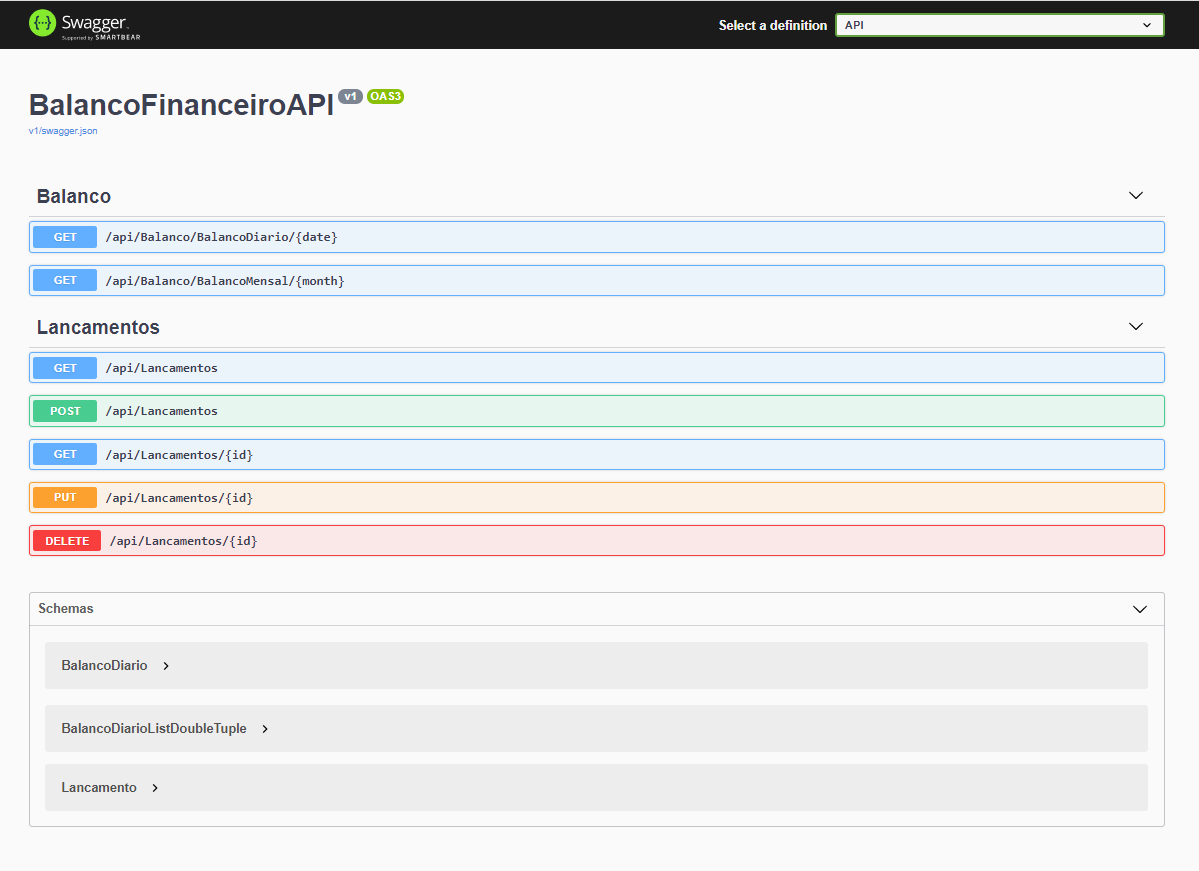 Swagger.
Supported by SMARTBEAR
Select a definition
API
BalancoFinanceiroAPI v1 OAS3
v1/swagger.json
Balanco
GET /api/Balanco/BalancoDiario/{date}
GET /api/Balanco/BalancoMensal/{month}
Lancamentos
GET /api/Lancamentos
POST /api/Lancamentos
GET /api/Lancamentos/{id}
PUT /api/Lancamentos/{id}
DELETE /api/Lancamentos/{id}
Schemas
BalancoDiario
BalancoDiarioListDoubleTuple
Lancamento